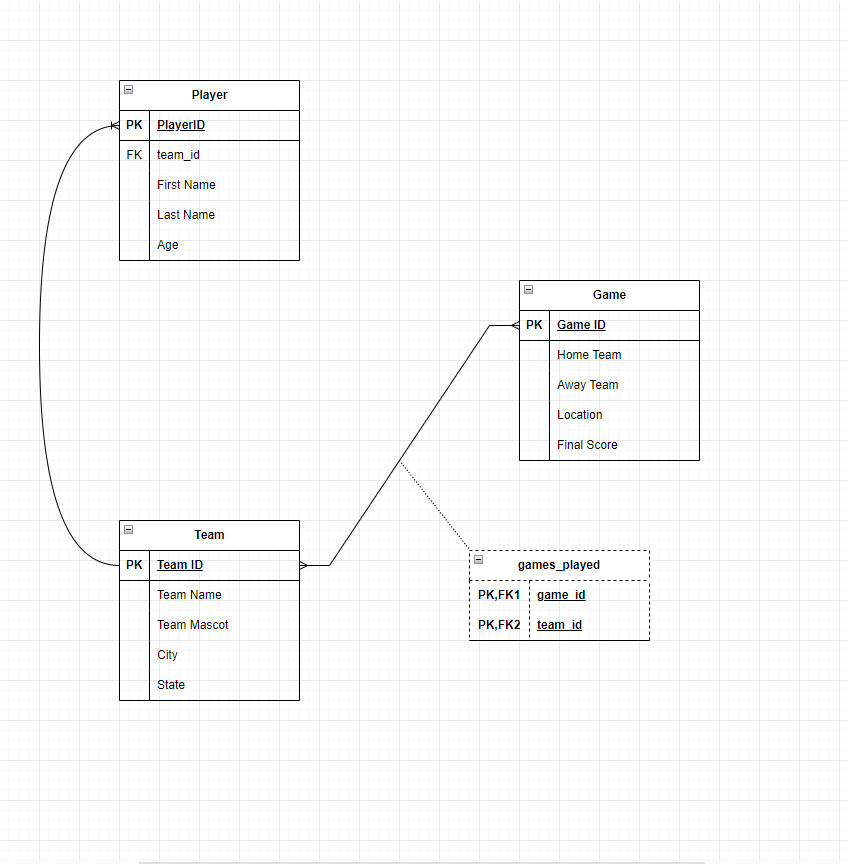 Player
PK PlayerID
FK team_id
First Name
Last Name
Age
Game
PK Game ID
Home Team
Away Team
Location
Final Score
Team
PK Team ID
Team Name
Team Mascot
City
State
games_played
PK,FK1 game_id
PK,FK2 team_id